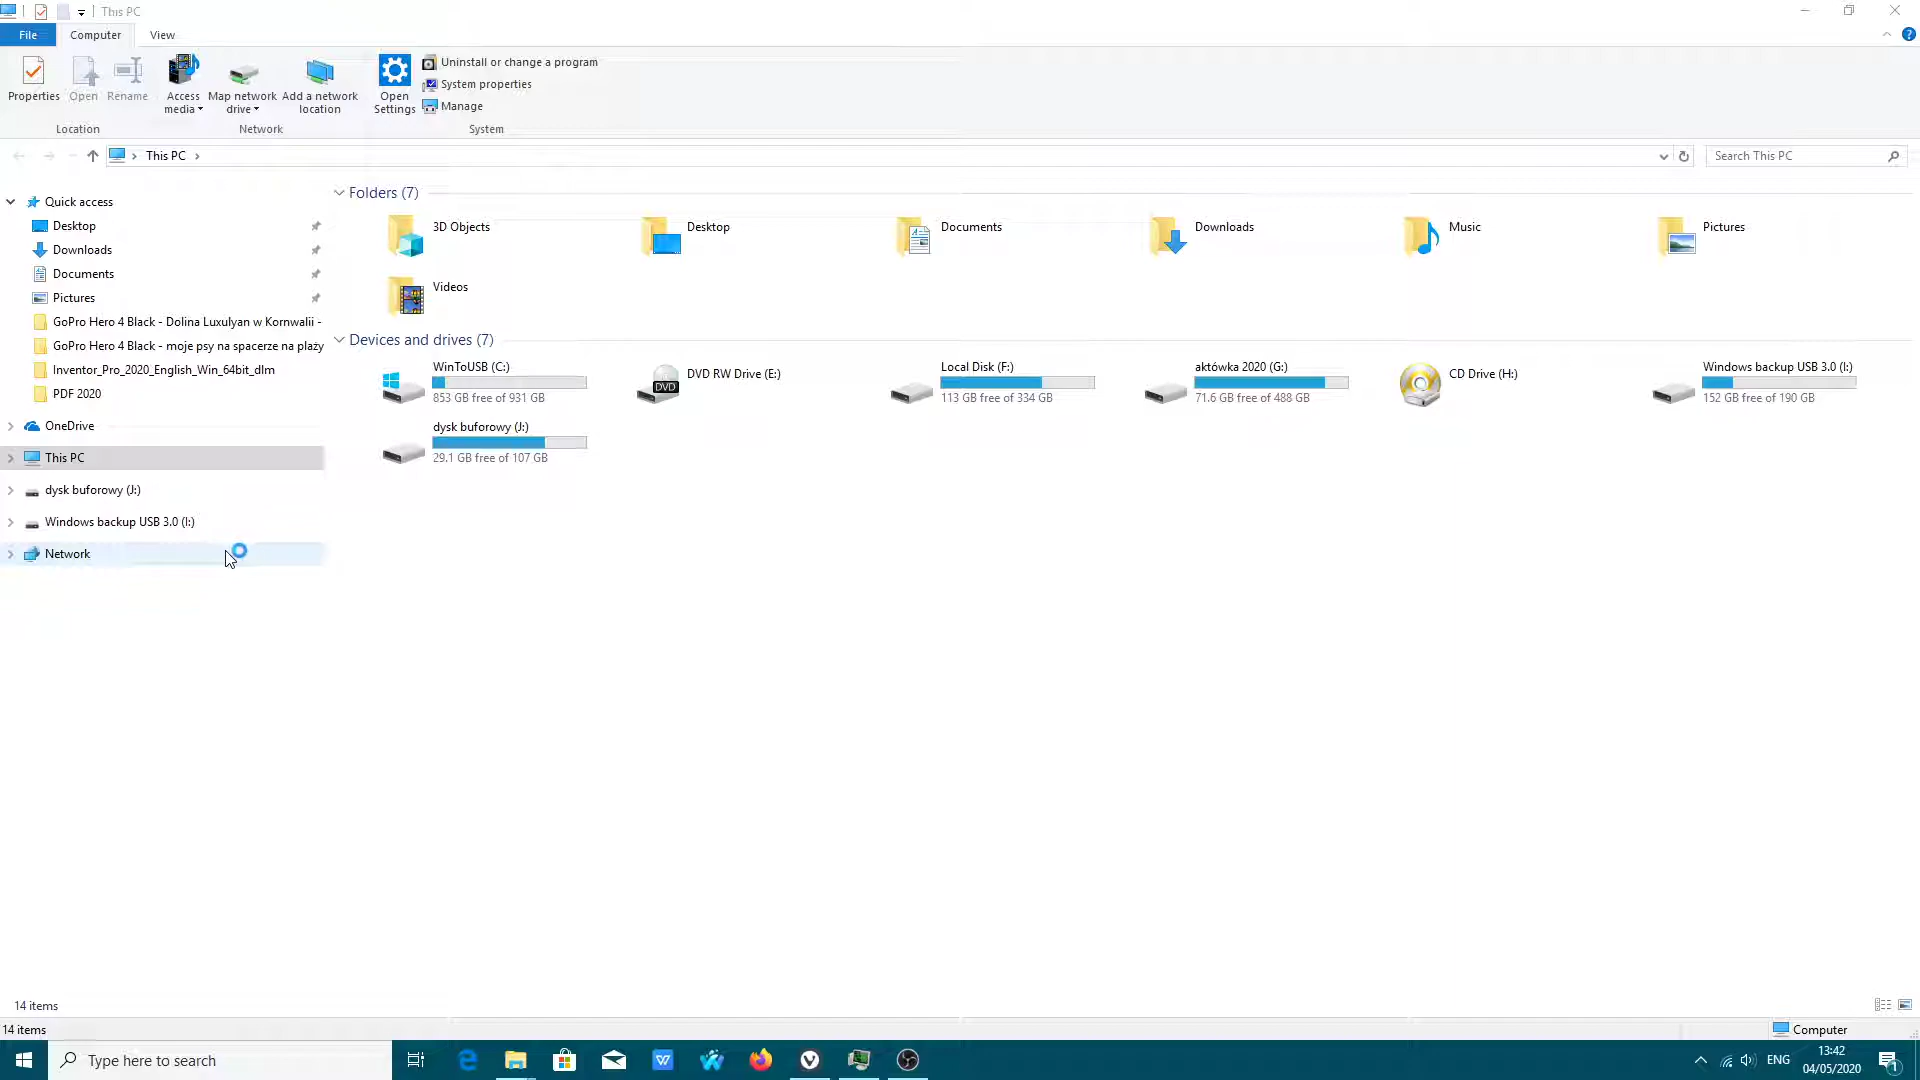 This PC
File Computer View
Properties Open Rename Access media Map network drive Add a network location Open Settings
Uninstall or change a program
System properties
Manage
Location Network System
This PC
Search This PC
Quick access
Desktop
Downloads
Documents
Pictures
GoPro Hero 4 Black - Dolina Luxulyan w Kornwalii -
GoPro Hero 4 Black - moje psy na spacerze na plaży
Inventor_Pro_2020_English_Win_64bit_dlm
PDF 2020
OneDrive
This PC
dysk buforowy (J:)
Windows backup USB 3.0 (I:)
Network
Folders (7)
3D Objects Desktop Documents Downloads Music Pictures
Videos
Devices and drives (7)
WinToUSB (C:)
853 GB free of 931 GB
DVD
DVD RW Drive (E:)
Local Disk (F:)
113 GB free of 334 GB
aktówka 2020 (G:)
71.6 GB free of 488 GB
CD Drive (H:)
Windows backup USB 3.0 (I:)
152 GB free of 190 GB
dysk buforowy (J:)
29.1 GB free of 107 GB
14 items
14 items Computer
Type here to search
ENG
13:42
04/05/2020
1